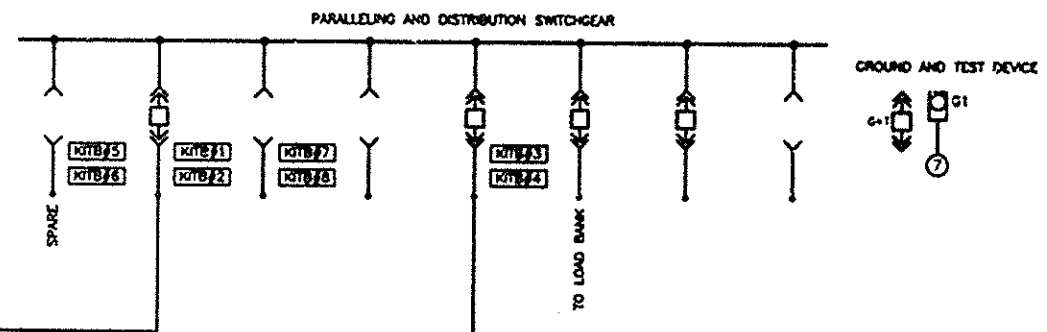 PARALLELING AND DISTRIBUTION SWITCHGEAR
GROUND AND TEST DEVICE
G+T
G1
7
KITB#5
KITB#6
KITB#1
KITB#2
KITB#7
KITB#8
KITB#3
KITB#4
SPARE
TO LOAD BANK